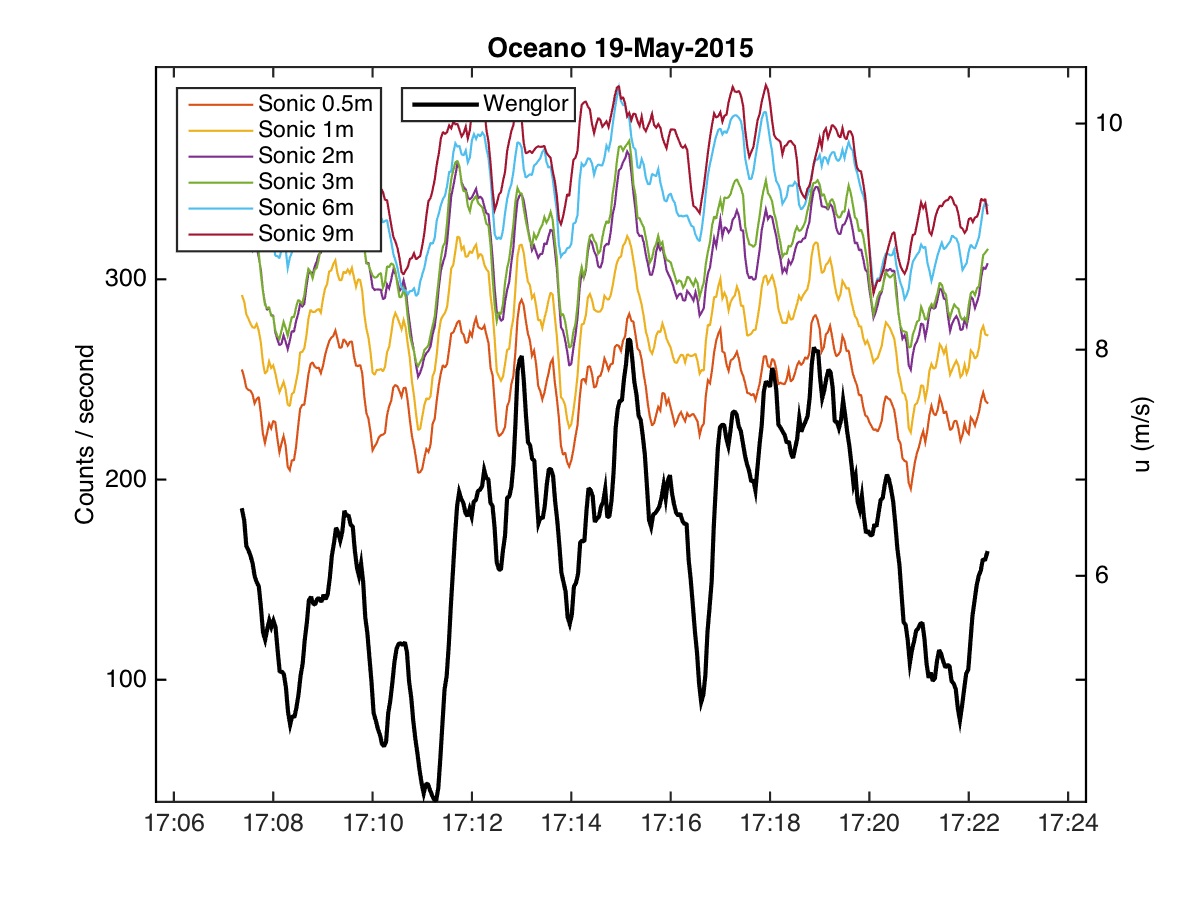 Oceano 19-May-2015
Sonic 0.5m
Sonic 1m
Sonic 2m
Sonic 3m
Sonic 6m
Sonic 9m
Wenglor
300
200
100
Counts / second
10
8
6
u (m/s)
17:06 17:08 17:10 17:12 17:14 17:16 17:18 17:20 17:22 17:24